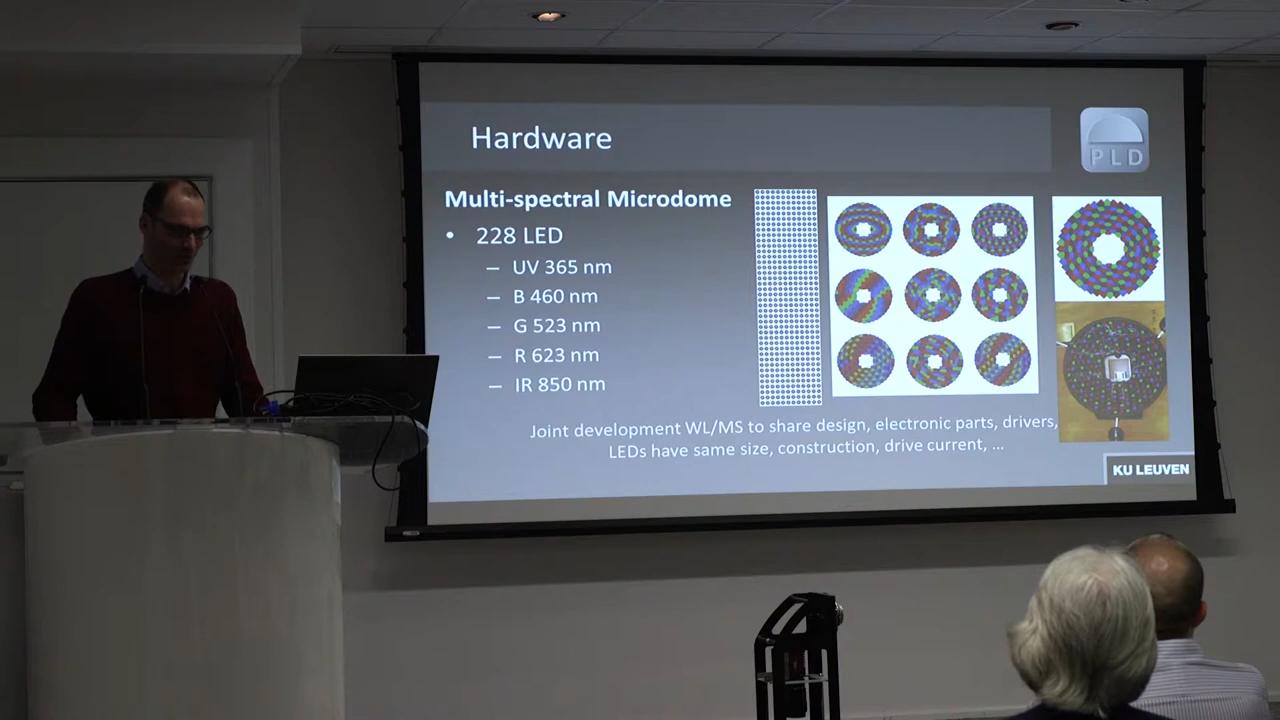 Hardware
PLD
Multi-spectral Microdome
• 228 LED
– UV 365 nm
– B 460 nm
– G 523 nm
– R 623 nm
– IR 850 nm
Joint development WL/MS to share design, electronic parts, drivers,
LEDs have same size, construction, drive current, ...
KU LEUVEN